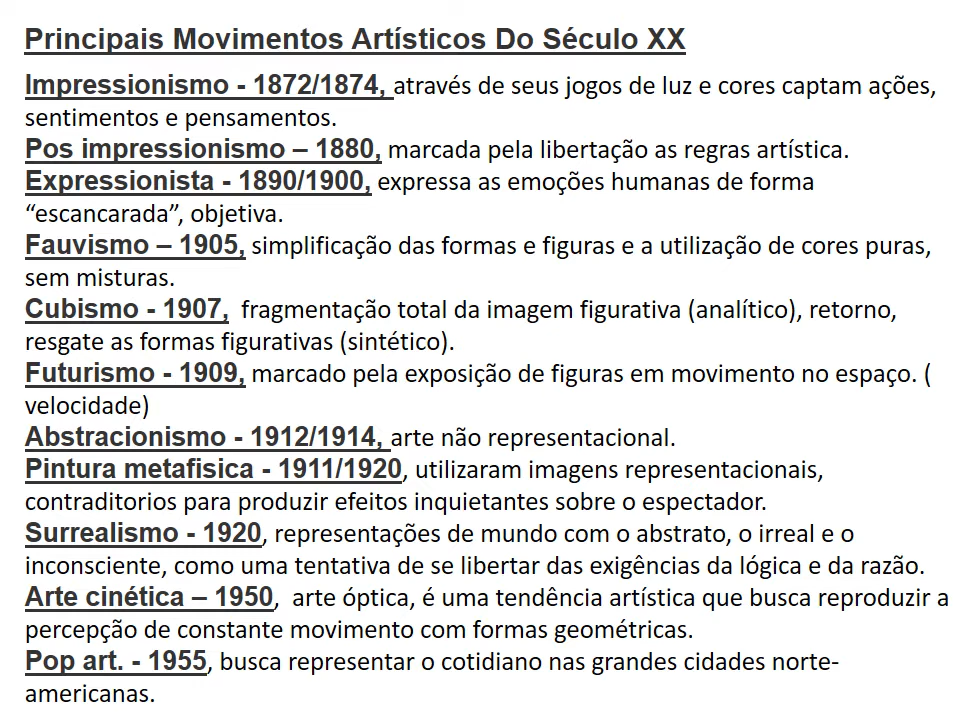 Principais Movimentos Artísticos Do Século XX
Impressionismo - 1872/1874, através de seus jogos de luz e cores captam ações,
sentimentos e pensamentos.
Pos impressionismo – 1880, marcada pela libertação as regras artística.
Expressionista - 1890/1900, expressa as emoções humanas de forma
“escancarada”, objetiva.
Fauvismo – 1905, simplificação das formas e figuras e a utilização de cores puras,
sem misturas.
Cubismo - 1907,  fragmentação total da imagem figurativa (analítico), retorno,
resgate as formas figurativas (sintético).
Futurismo - 1909, marcado pela exposição de figuras em movimento no espaço. (
velocidade)
Abstracionismo - 1912/1914, arte não representacional.
Pintura metafisica - 1911/1920, utilizaram imagens representacionais,
contraditorios para produzir efeitos inquietantes sobre o espectador.
Surrealismo - 1920, representações de mundo com o abstrato, o irreal e o
inconsciente, como uma tentativa de se libertar das exigências da lógica e da razão.
Arte cinética – 1950,  arte óptica, é uma tendência artística que busca reproduzir a
percepção de constante movimento com formas geométricas.
Pop art. - 1955, busca representar o cotidiano nas grandes cidades norte-
americanas.